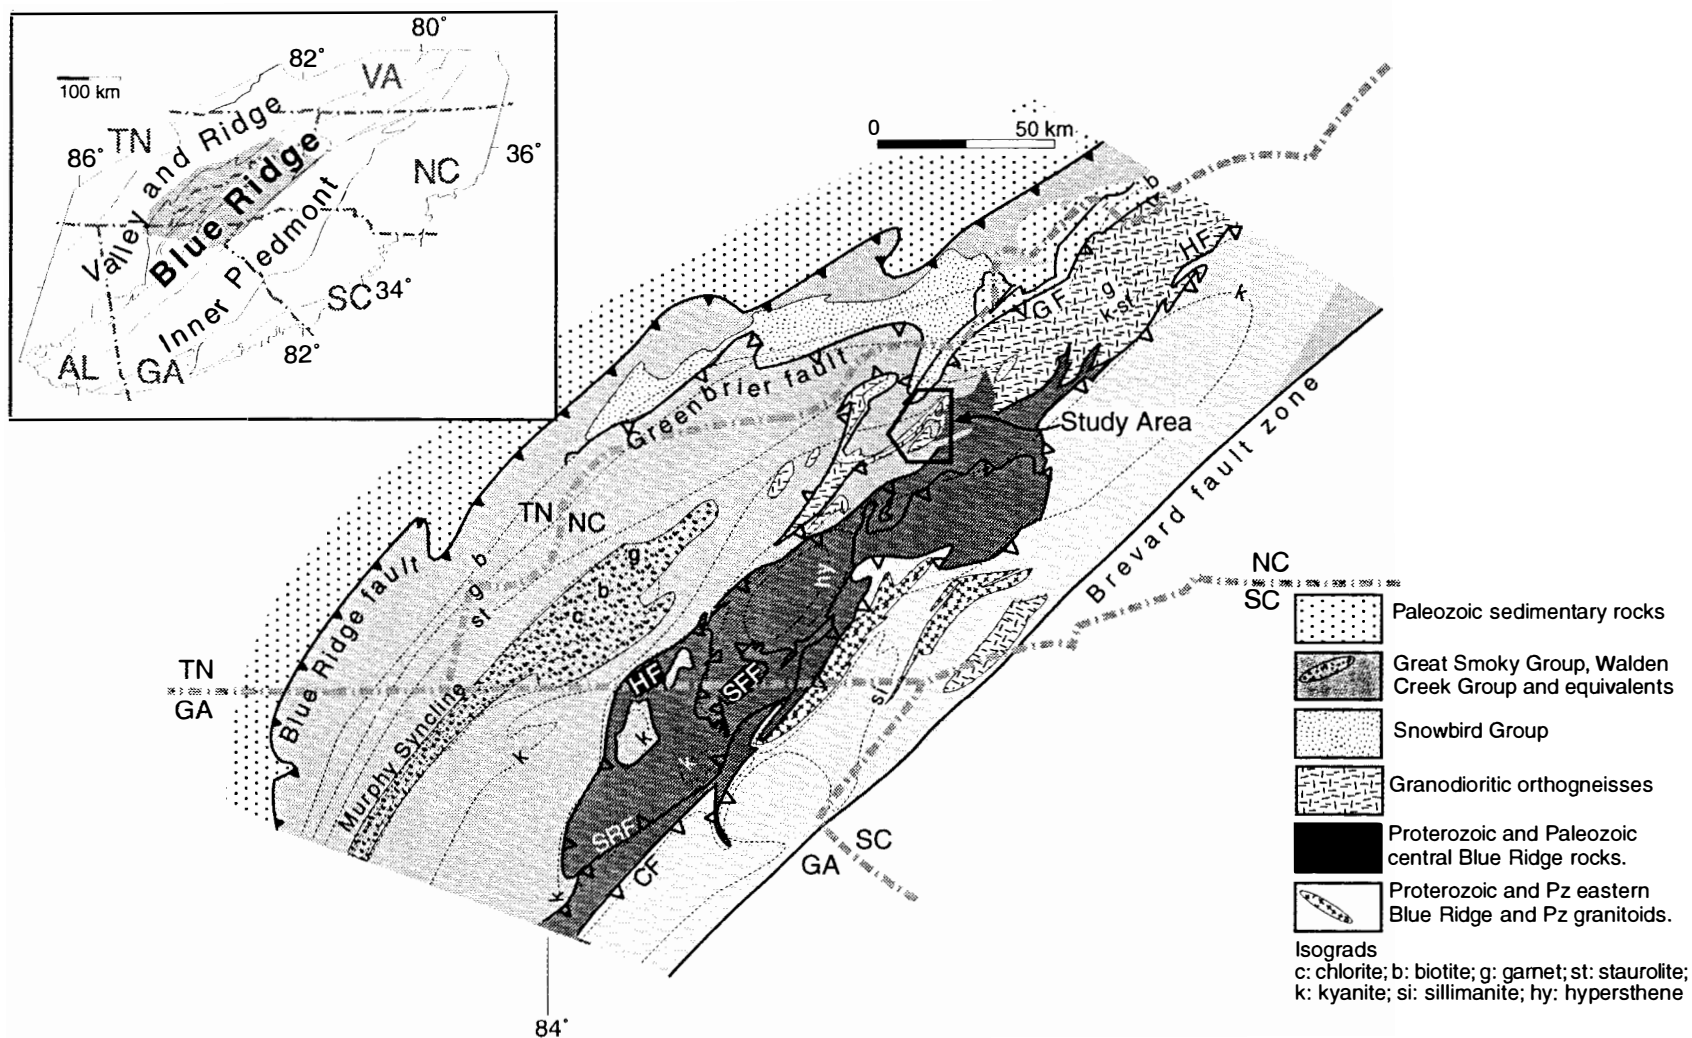 80°
82°
VA
100 km
TN
86°
Valley and Ridge
Blue Ridge
36°
NC
Inner Piedmont
SC
34°
82°
AL
GA
0
50 km
b
HF
GF
g
k-st
k
Greenbrier fault
Study Area
Brevard fault zone
TN
NC
Blue Ridge fault
b
g
st
g
b
c
hy
NC
SC
TN
GA
HF
SFF
si
k
k
k
Murphy Syncline
SRF
CF
k
SC
GA
84°
Paleozoic sedimentary rocks
Great Smoky Group, Walden
Creek Group and equivalents
Snowbird Group
Granodioritic orthogneisses
Proterozoic and Paleozoic
central Blue Ridge rocks.
Proterozoic and Pz eastern
Blue Ridge and Pz granitoids.
Isograds
c: chlorite; b: biotite; g: garnet; st: staurolite;
k: kyanite; si: sillimanite; hy: hypersthene